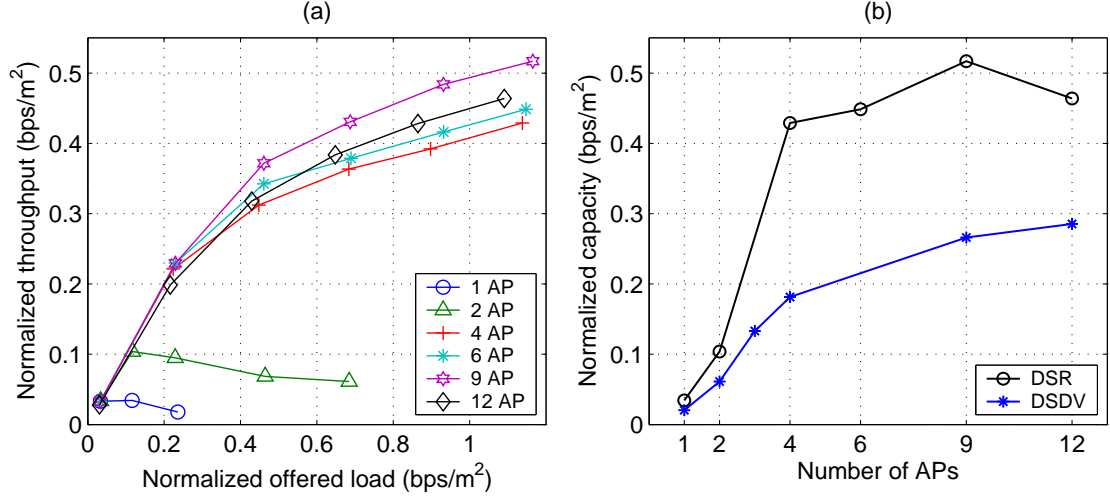 (a)
Normalized throughput (bps/m²)
0.5
0.4
0.3
0.2
0.1
0
0 0.2 0.4 0.6 0.8 1
Normalized offered load (bps/m²)
1 AP
2 AP
4 AP
6 AP
9 AP
12 AP
(b)
Normalized capacity (bps/m²)
0.5
0.4
0.3
0.2
0.1
0
1 2 4 6 9 12
Number of APs
DSR
DSDV